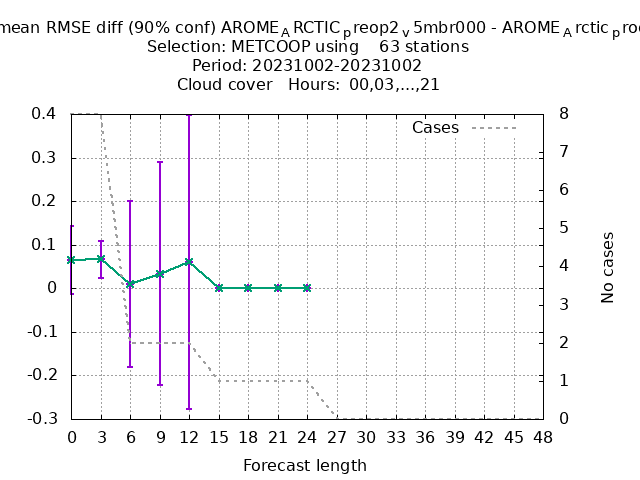 mean RMSE diff (90% conf) AROME_ARCTIC_preop2_v5mbr000 - AROME_Arctic_pro
Selection: METCOOP using 63 stations
Period: 20231002-20231002
Cloud cover Hours: 00,03,...,21
Cases
0.4
0.3
0.2
0.1
0
-0.1
-0.2
-0.3
8
7
6
5
4
3
2
1
0
No cases
0 3 6 9 12 15 18 21 24 27 30 33 36 39 42 45 48
Forecast length